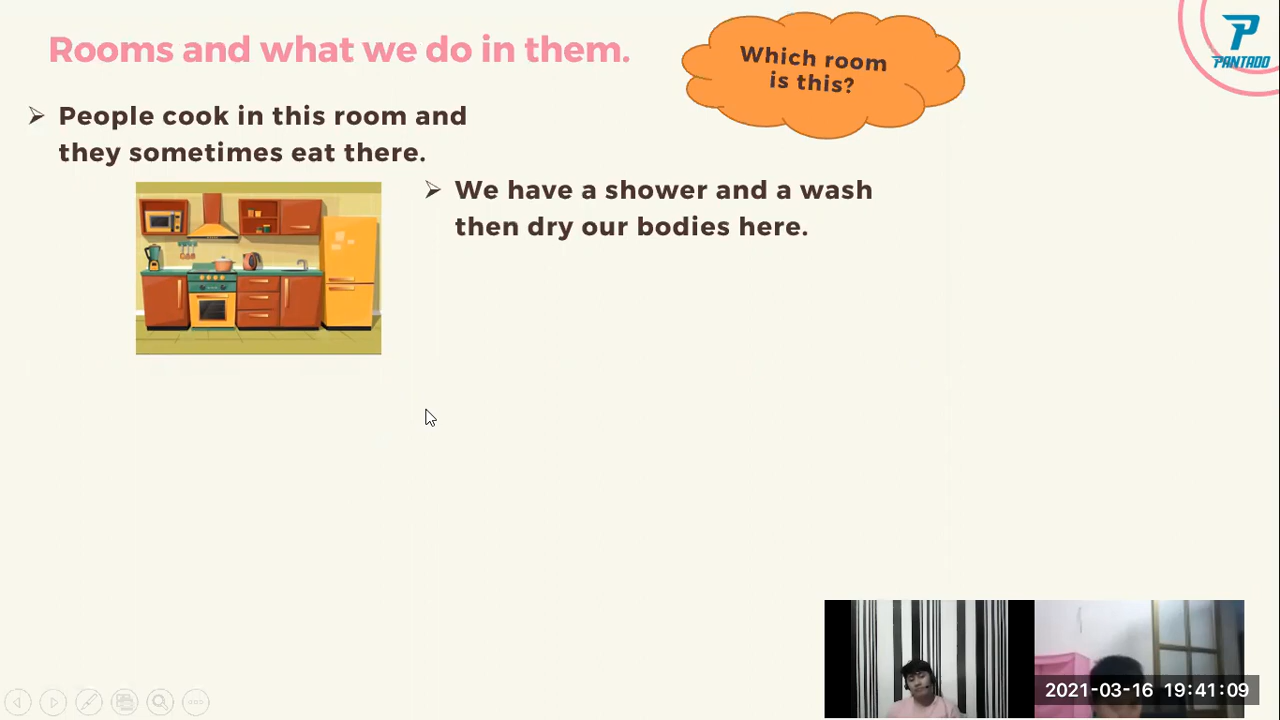 Rooms and what we do in them.
Which room
is this?
PANTADO
➢ People cook in this room and
they sometimes eat there.
➢ We have a shower and a wash
then dry our bodies here.
2021-03-16 19:41:09